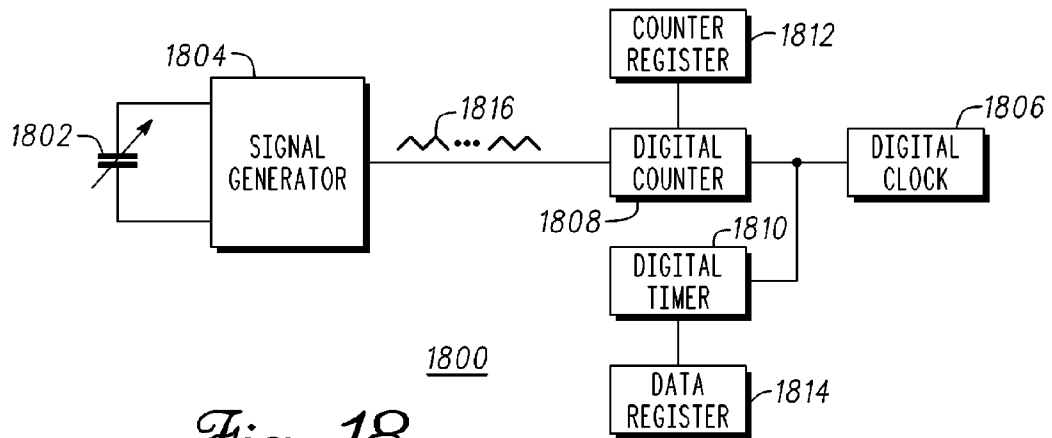 COUNTER
REGISTER
1812
1804
1802
SIGNAL
GENERATOR
1816
DIGITAL
COUNTER
1808
DIGITAL
CLOCK
1806
1810
DIGITAL
TIMER
1800
DATA
REGISTER
1814
Fig. 18